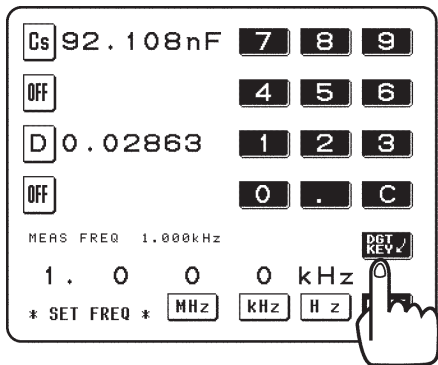 Cs 92.108nF 7 8 9
OFF 4 5 6
D 0.02863 1 2 3
OFF 0 . C
MEAS FREQ 1.000kHz DGT KEY
1. 0 0 0 kHz
* SET FREQ * MHz kHz H z